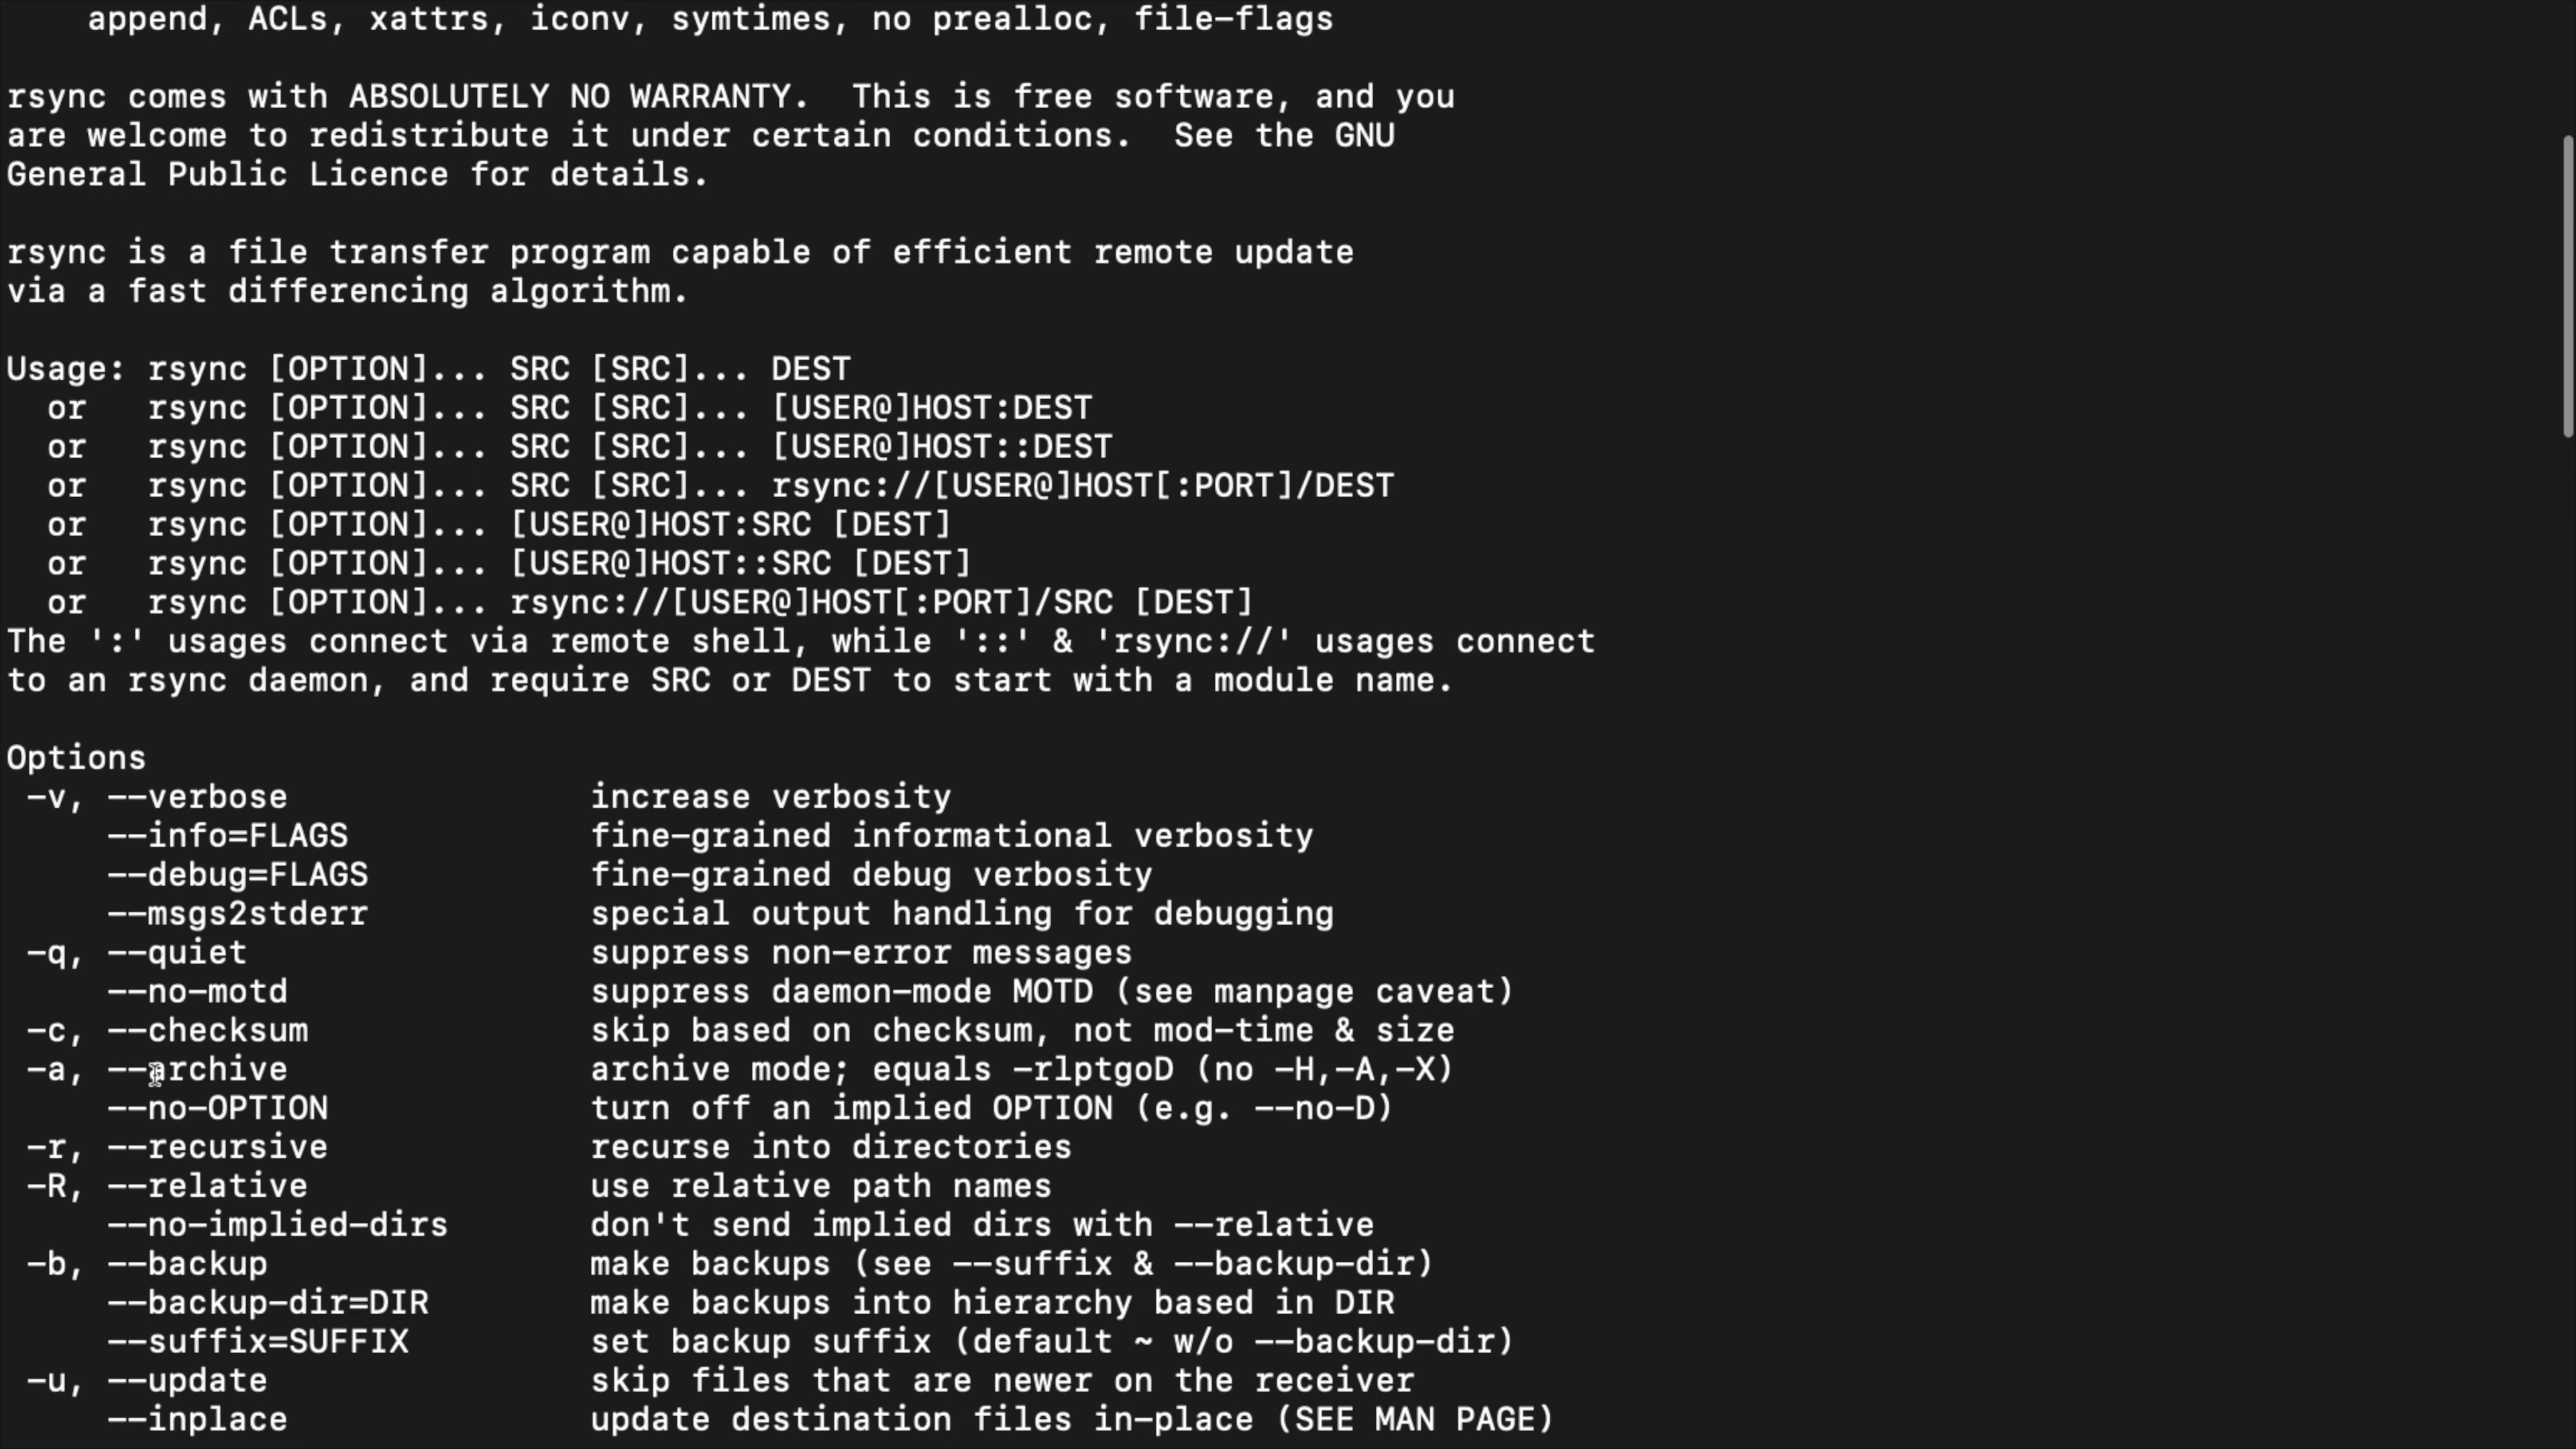 append, ACLs, xattrs, iconv, symtimes, no prealloc, file-flags
rsync comes with ABSOLUTELY NO WARRANTY.  This is free software, and you
are welcome to redistribute it under certain conditions.  See the GNU
General Public Licence for details.
rsync is a file transfer program capable of efficient remote update
via a fast differencing algorithm.
Usage: rsync [OPTION]... SRC [SRC]... DEST
  or   rsync [OPTION]... SRC [SRC]... [USER@]HOST:DEST
  or   rsync [OPTION]... SRC [SRC]... [USER@]HOST::DEST
  or   rsync [OPTION]... SRC [SRC]... rsync://[USER@]HOST[:PORT]/DEST
  or   rsync [OPTION]... [USER@]HOST:SRC [DEST]
  or   rsync [OPTION]... [USER@]HOST::SRC [DEST]
  or   rsync [OPTION]... rsync://[USER@]HOST[:PORT]/SRC [DEST]
The ':' usages connect via remote shell, while '::' & 'rsync://' usages connect
to an rsync daemon, and require SRC or DEST to start with a module name.
Options
 -v, --verbose               increase verbosity
     --info=FLAGS            fine-grained informational verbosity
     --debug=FLAGS           fine-grained debug verbosity
     --msgs2stderr           special output handling for debugging
 -q, --quiet                 suppress non-error messages
     --no-motd               suppress daemon-mode MOTD (see manpage caveat)
 -c, --checksum              skip based on checksum, not mod-time & size
 -a, --archive               archive mode; equals -rlptgoD (no -H,-A,-X)
     --no-OPTION             turn off an implied OPTION (e.g. --no-D)
 -r, --recursive             recurse into directories
 -R, --relative              use relative path names
     --no-implied-dirs       don't send implied dirs with --relative
 -b, --backup                make backups (see --suffix & --backup-dir)
     --backup-dir=DIR        make backups into hierarchy based in DIR
     --suffix=SUFFIX         set backup suffix (default ~ w/o --backup-dir)
 -u, --update                skip files that are newer on the receiver
     --inplace               update destination files in-place (SEE MAN PAGE)